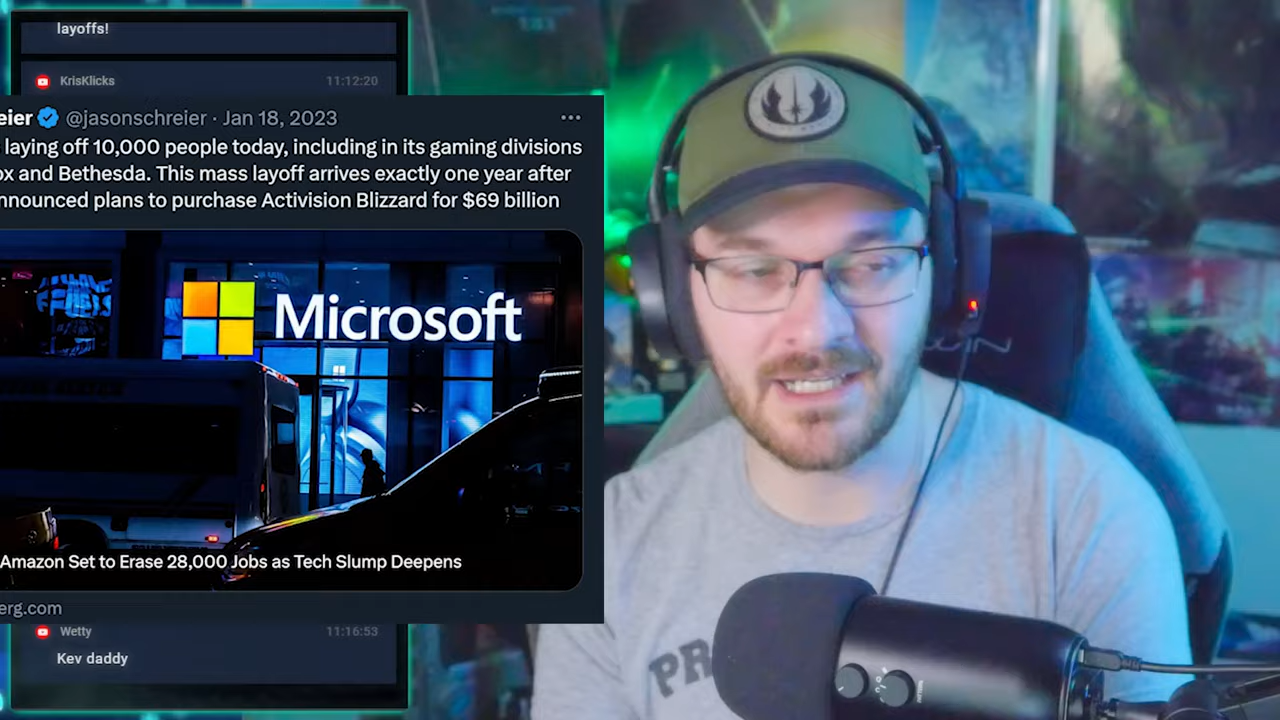 layoffs!
KrisKlicks 11:12:20
eier @jasonschreier · Jan 18, 2023
laying off 10,000 people today, including in its gaming divisions
ox and Bethesda. This mass layoff arrives exactly one year after
nnounced plans to purchase Activision Blizzard for $69 billion
Microsoft
Amazon Set to Erase 28,000 Jobs as Tech Slump Deepens
erg.com
Wetty 11:16:53
Kev daddy
PR